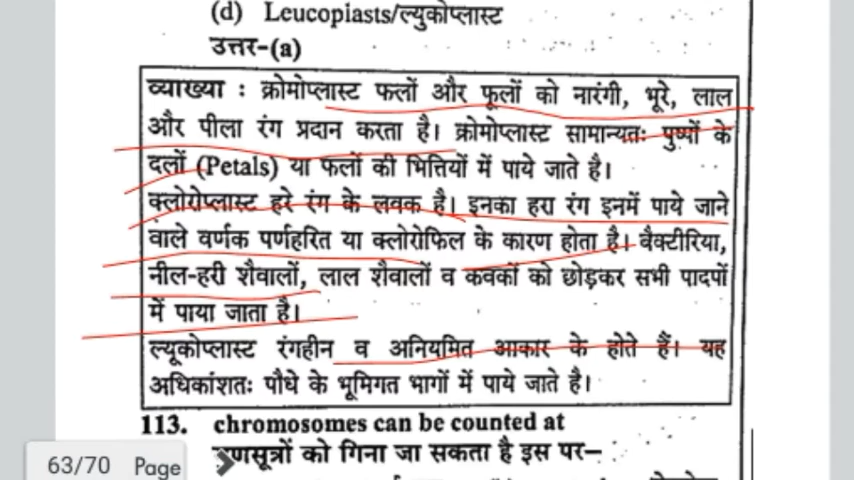 (d) Leucopiasts/ल्युकोप्लास्ट
उत्तर-(a)
व्याख्या : क्रोमोप्लास्ट फलों और फूलों को नारंगी, भूरे, लाल
और पीला रंग प्रदान करता है। क्रोमोप्लास्ट सामान्यतः पुष्पों के
दलों (Petals) या फलों की भित्तियों में पाये जाते है।
क्लोरोप्लास्ट हरे रंग के लवक है। इनका हरा रंग इनमें पाये जाने
वाले वर्णक पर्णहरित या क्लोरोफिल के कारण होता है। वैक्टीरिया,
नील-हरी शैवालों, लाल शैवालों व कवकों को छोड़कर सभी पादपों
में पाया जाता है।
ल्यूकोप्लास्ट रंगहीन व अनियमित आकार के होते हैं। यह
अधिकांशतः पौधे के भूमिगत भागों में पाये जाते है।
113. chromosomes can be counted at
गुणसूत्रों को गिना जा सकता है इस पर–
63/70 Page